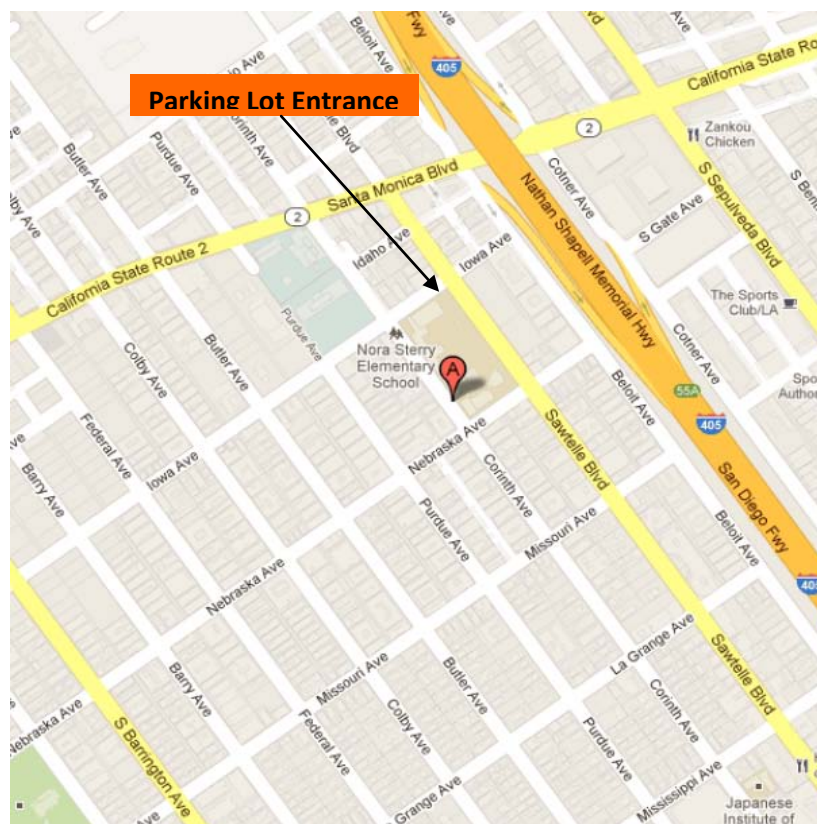 Beloit Ave
Fwy
405
California State Ro
Parking Lot Entrance
Butler Ave
Purdue Ave
Corinth Ave
Blvd
2
Zankou
Chicken
S Sepulveda Blvd
Cotner Ave
Nathan Shapell Memorial Hwy
S Gate Ave
Santa Monica Blvd
2
California State Route 2
Idaho Ave
Iowa Ave
Purdue Ave
The Sports
Club/LA
Nora Sterry
Elementary
School
A
Colby Ave
Butler Ave
Cotner Ave
Beloit Ave
55A
405
Federal Ave
Barry Ave
Iowa Ave
Nebraska Ave
Sawtelle Blvd
Corinth Ave
Purdue Ave
Missouri Ave
San Diego Fwy
Beloit Ave
Nebraska Ave
Barry Ave
La Grange Ave
Sawtelle Blvd
Missouri Ave
Butler Ave
Corinth Ave
Nebraska Ave
S Barrington Ave
Federal Ave
Colby Ave
Purdue Ave
Grange Ave
Mississippi Ave
Japanese
Institute of